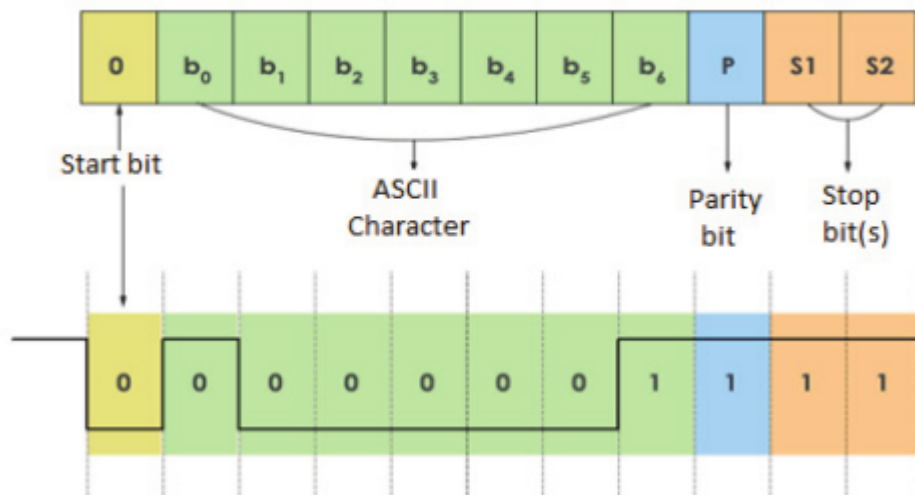 0 b0 b1 b2 b3 b4 b5 b6 P S1 S2
Start bit
ASCII
Character
Parity
bit
Stop
bit(s)
0 0 0 0 0 0 0 1 1 1 1